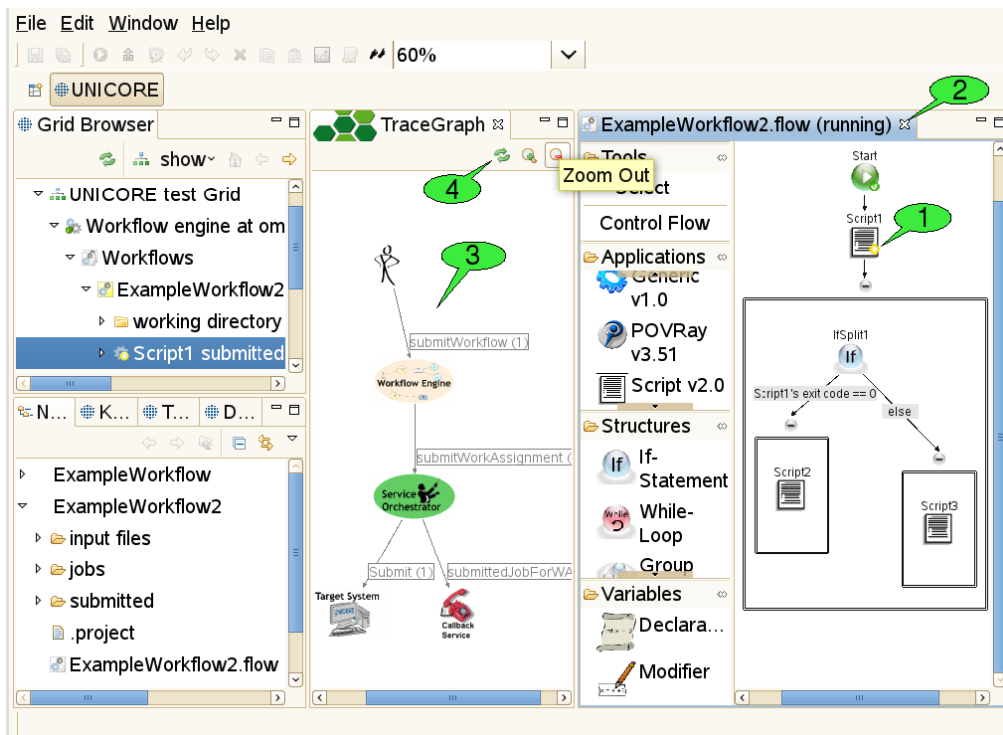 File Edit Window Help
60%
UNICORE
Grid Browser
show
UNICORE test Grid
Workflow engine at om
Workflows
ExampleWorkflow2
working directory
Script1 submitted
N... K... T... D...
ExampleWorkflow
ExampleWorkflow2
input files
jobs
submitted
.project
ExampleWorkflow2.flow
TraceGraph
4
3
submitWorkflow (1)
Workflow Engine
submitWorkAssignment (
Service
Orchestrator
Submit (1) submittedJobForWA
Target System
UNICORE
Callback
Service
2
ExampleWorkflow2.flow (running)
Tools
Zoom Out
Select
Control Flow
Applications
Generic
v1.0
POVRay
v3.51
Script v2.0
Structures
If
If-
Statement
While
While-
Loop
Group
Variables
Declara...
Modifier
Start
Script1
1
IfSplit1
If
Script1's exit code == 0
else
Script2
Script3